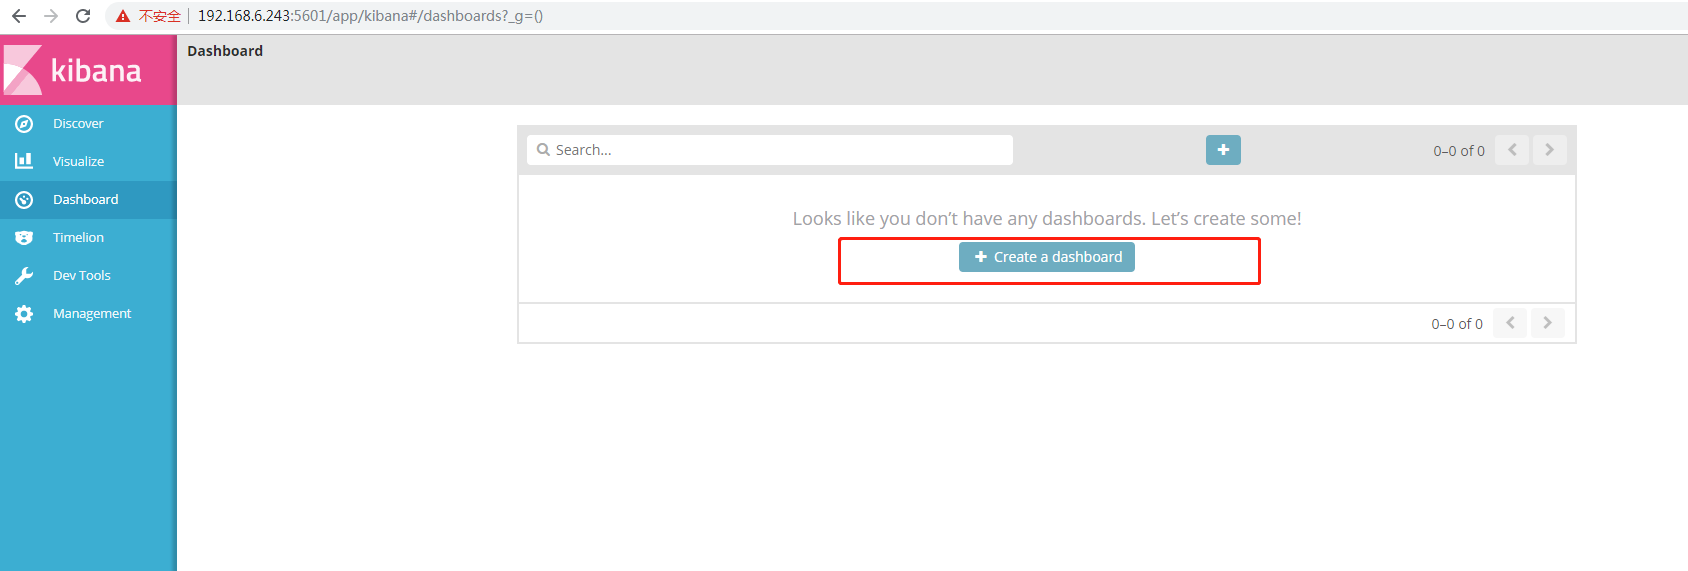 不安全 192.168.6.243:5601/app/kibana#/dashboards?_g=()
kibana
Dashboard
Discover
Visualize
Dashboard
Timelion
Dev Tools
Management
Search...
0–0 of 0
Looks like you don’t have any dashboards. Let’s create some!
Create a dashboard
0–0 of 0